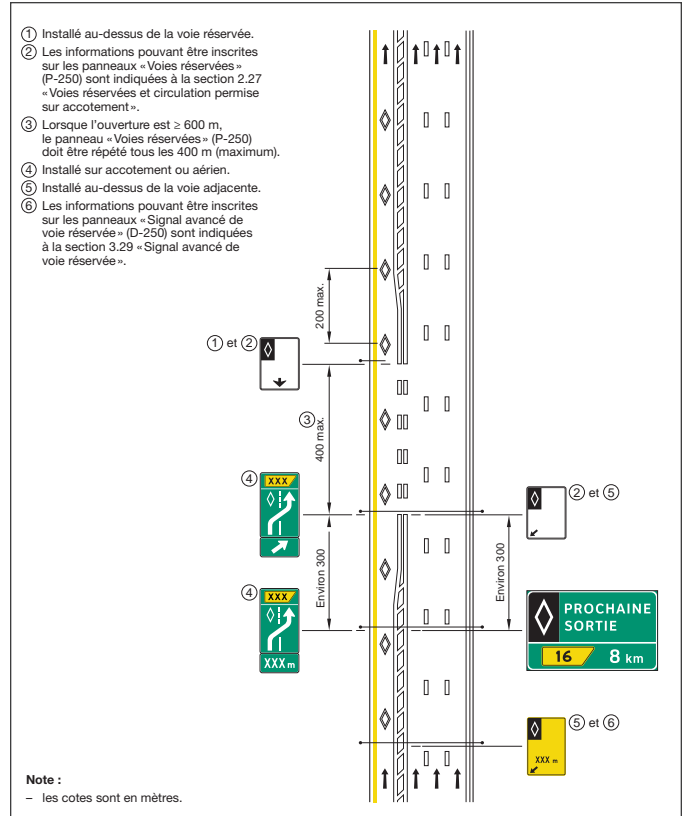 ① Installé au-dessus de la voie réservée.
② Les informations pouvant être inscrites
sur les panneaux «Voies réservées»
(P-250) sont indiquées à la section 2.27
«Voies réservées et circulation permise
sur accotement».
③ Lorsque l'ouverture est ≥ 600 m,
le panneau «Voies réservées» (P-250)
doit être répété tous les 400 m (maximum).
④ Installé sur accotement ou aérien.
⑤ Installé au-dessus de la voie adjacente.
⑥ Les informations pouvant être inscrites
sur les panneaux «Signal avancé de
voie réservée» (D-250) sont indiquées
à la section 3.29 «Signal avancé de
voie réservée».
200 max.
① et ②
③
400 max.
④
XXX
② et ⑤
Environ 300
Environ 300
④
XXX
XXX m
PROCHAINE
SORTIE
16 8 km
⑤ et ⑥
XXX m
Note :
– les cotes sont en mètres.